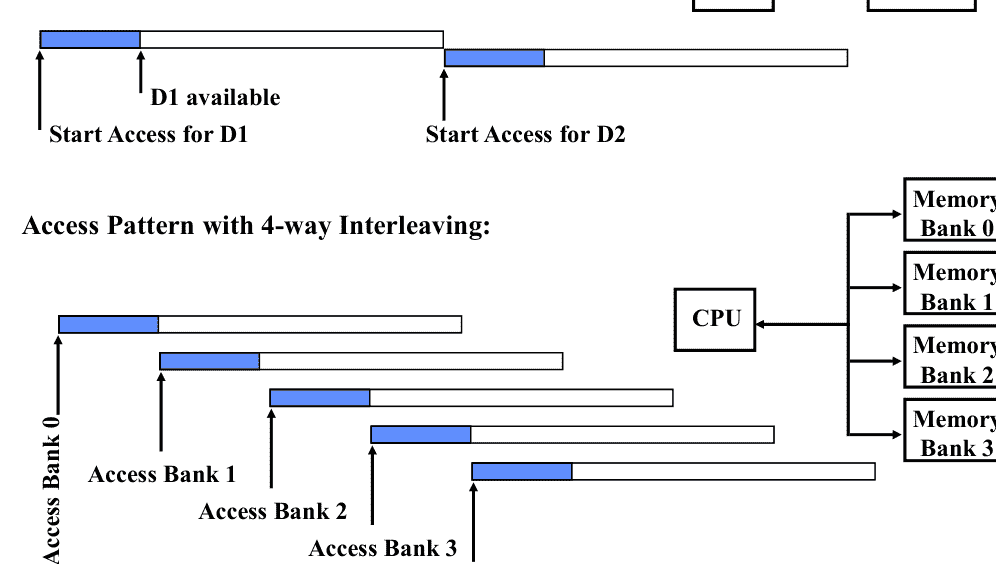 D1 available
Start Access for D1
Start Access for D2
Access Pattern with 4-way Interleaving:
Memory
Bank 0
Memory
Bank 1
CPU
Memory
Bank 2
Memory
Bank 3
Access Bank 0
Access Bank 1
Access Bank 2
Access Bank 3